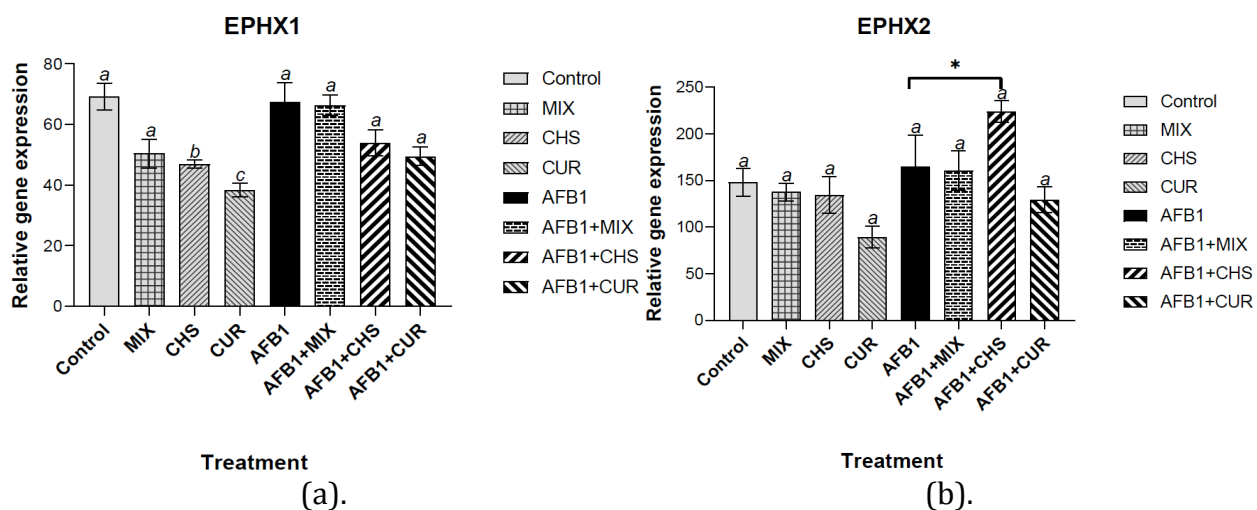 EPHX1
Relative gene expression
80
60
40
20
0
a
a
b
c
a
a
a
a
Control
MIX
CHS
CUR
AFB1
AFB1+MIX
AFB1+CHS
AFB1+CUR
Treatment
Control
MIX
CHS
CUR
AFB1
AFB1+MIX
AFB1+CHS
AFB1+CUR
(a).
EPHX2
Relative gene expression
250
200
150
100
50
0
*
a
a
a
a
a
a
a
a
Control
MIX
CHS
CUR
AFB1
AFB1+MIX
AFB1+CHS
AFB1+CUR
Treatment
Control
MIX
CHS
CUR
AFB1
AFB1+MIX
AFB1+CHS
AFB1+CUR
(b).